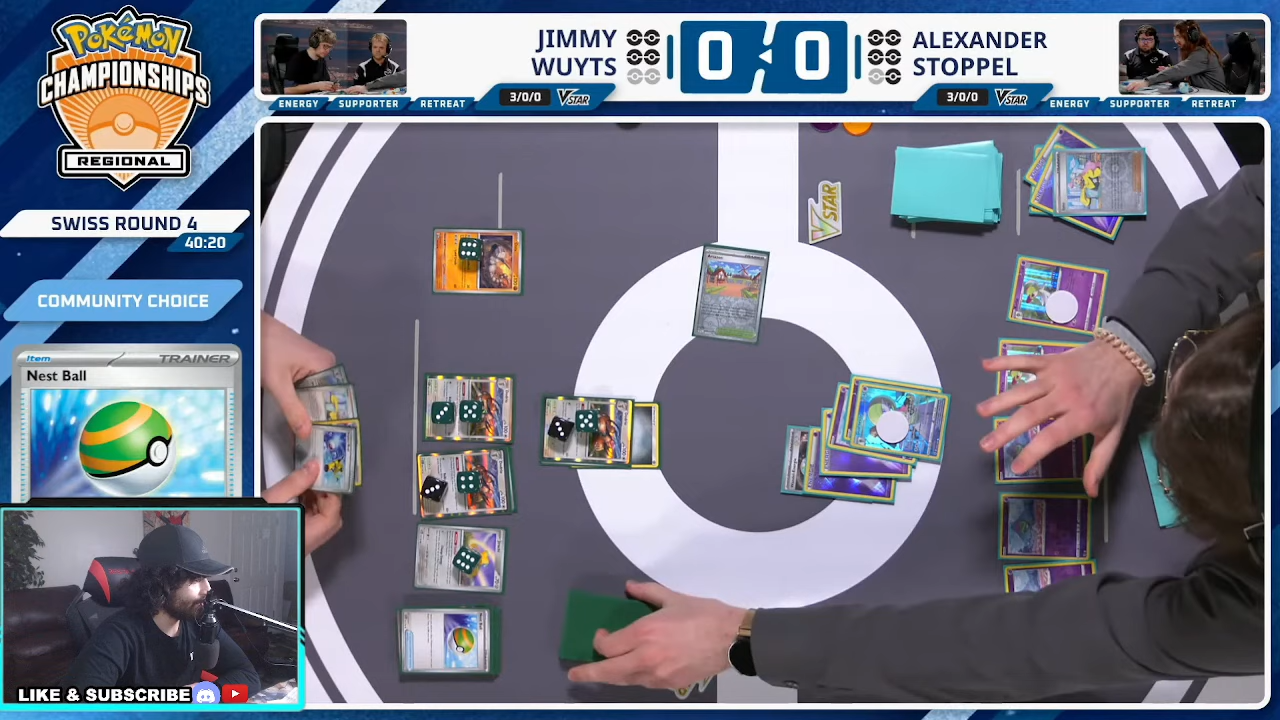 POKÉMON
CHAMPIONSHIPS
REGIONAL
SWISS ROUND 4
40:20
COMMUNITY CHOICE
Item
TRAINER
Nest Ball
JIMMY
WUYTS
0
0
ALEXANDER
STOPPEL
3/0/0
VSTAR
3/0/0
VSTAR
ENERGY
SUPPORTER
RETREAT
ENERGY
SUPPORTER
RETREAT
VSTAR
LIKE & SUBSCRIBE